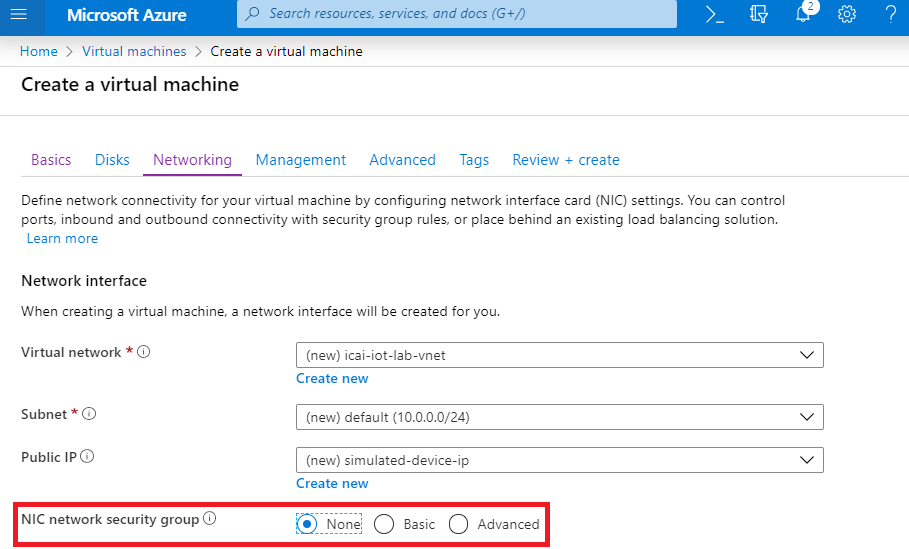 Microsoft Azure
Search resources, services, and docs (G+/)
2
?
Home > Virtual machines > Create a virtual machine
Create a virtual machine
Basics Disks Networking Management Advanced Tags Review + create
Define network connectivity for your virtual machine by configuring network interface card (NIC) settings. You can control
ports, inbound and outbound connectivity with security group rules, or place behind an existing load balancing solution.
Learn more
Network interface
When creating a virtual machine, a network interface will be created for you.
Virtual network *
(new) icai-iot-lab-vnet
Create new
Subnet *
(new) default (10.0.0.0/24)
Public IP
(new) simulated-device-ip
Create new
NIC network security group
None Basic Advanced